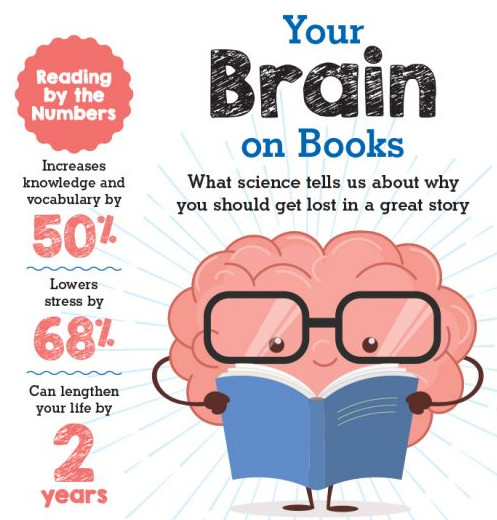 Your
Brain
on Books
What science tells us about why
you should get lost in a great story
Reading
by the
Numbers
Increases
knowledge and
vocabulary by
50%
Lowers
stress by
68%
Can lengthen
your life by
2
years